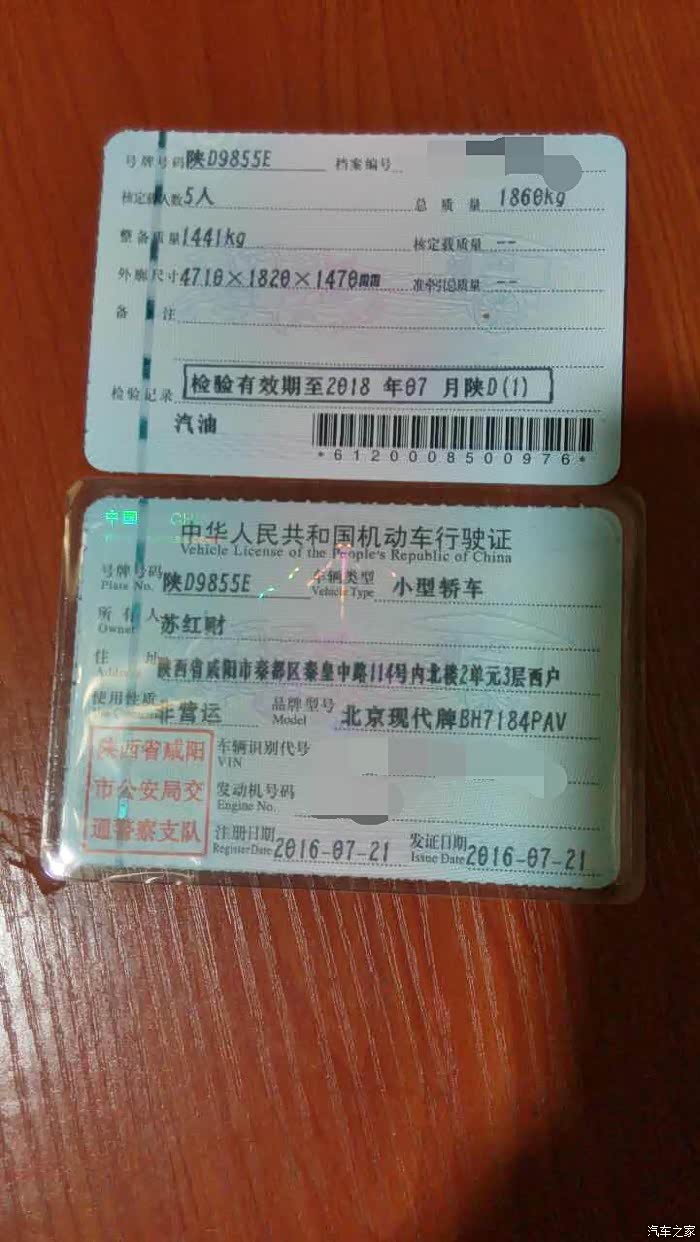 号牌号码 陕D9855E 档案编号
核定载人数 5人 总质量 1860kg
整备质量 1441kg 核定载质量 --
外廓尺寸 4710×1820×1470mm 准牵引总质量 --
备注
检验记录 检验有效期至2018 年07 月陕D(1)
汽油
*6120008500976*
中国 CHI
中华人民共和国机动车行驶证
Vehicle License of the People's Republic of China
号牌号码 陕D9855E 车辆类型 小型轿车
Plate No. Vehicle Type
所有人 苏红财
Owner
住址 陕西省咸阳市秦都区秦皇中路114号内北楼2单元3层西户
Address
使用性质 非营运 品牌型号 北京现代牌BH7184PAV
Use Character Model
陕西省咸阳
市公安局交
通警察支队
车辆识别代号
VIN
发动机号码
Engine No.
注册日期 2016-07-21 发证日期 2016-07-21
Register Date Issue Date
汽车之家